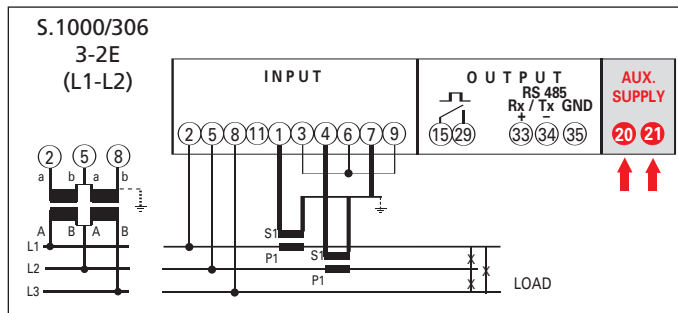 S.1000/306
3-2E
(L1-L2)
INPUT
OUTPUT
RS 485
Rx / Tx GND
+ −
AUX.
SUPPLY
2 5 8 11 1 3 4 6 7 9
15 29
33 34 35
20 21
2 5 8
a b a b
A B A B
S1
P1
S1
P1
L1
L2
L3
LOAD